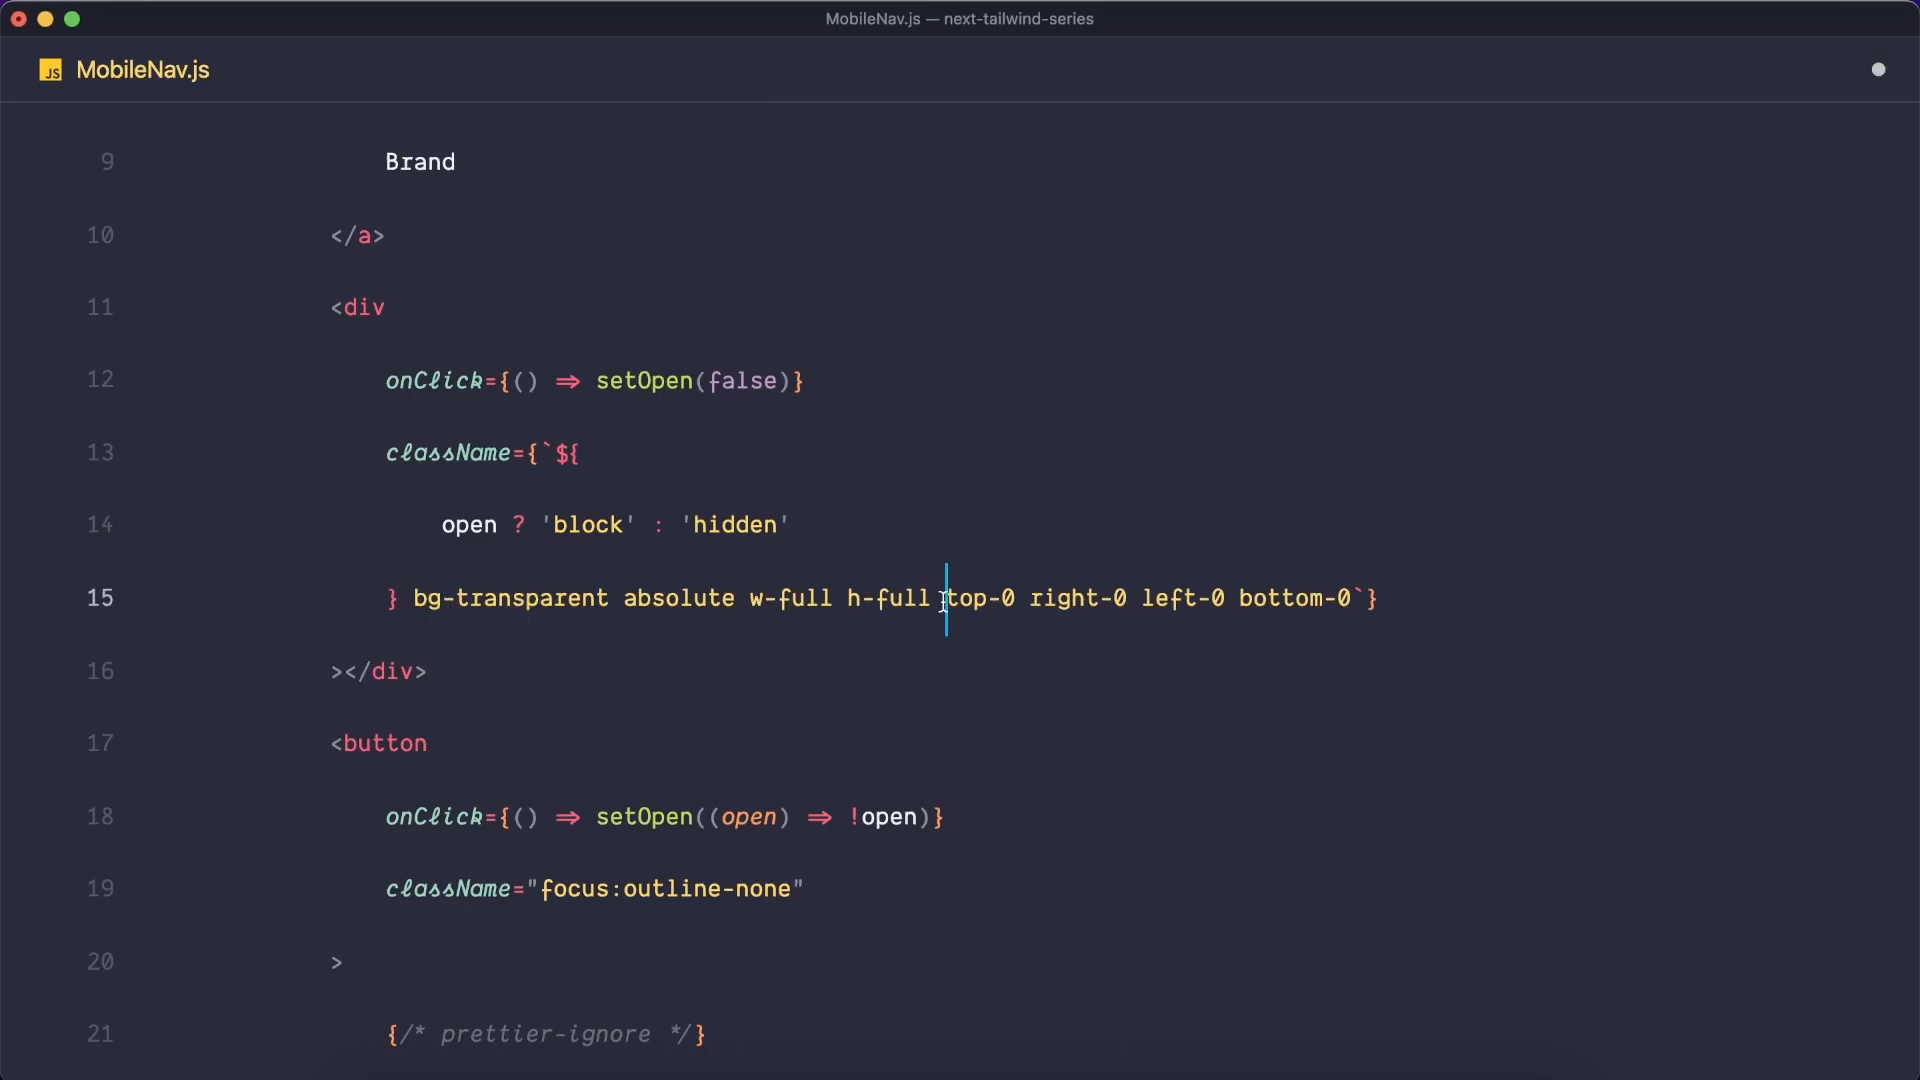 MobileNav.js — next-tailwind-series
JS MobileNav.js
9 Brand
10 </a>
11 <div
12 onClick={() => setOpen(false)}
13 className={`${
14 open ? 'block' : 'hidden'
15 } bg-transparent absolute w-full h-full top-0 right-0 left-0 bottom-0`}
16 ></div>
17 <button
18 onClick={() => setOpen((open) => !open)}
19 className="focus:outline-none"
20 >
21 {/* prettier-ignore */}